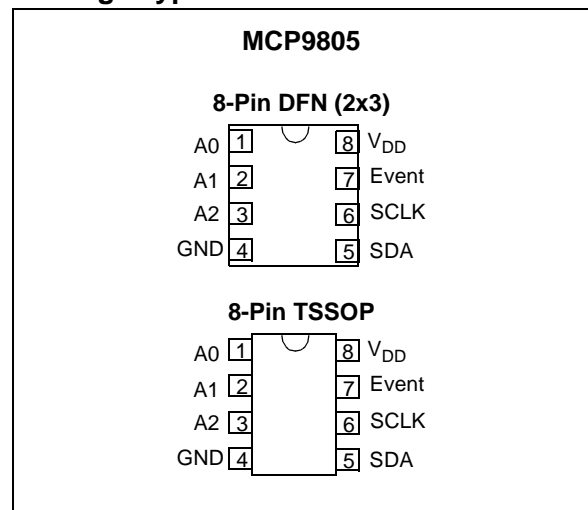 MCP9805
8-Pin DFN (2x3)
A0 1 8 VDD
A1 2 7 Event
A2 3 6 SCLK
GND 4 5 SDA
8-Pin TSSOP
A0 1 8 VDD
A1 2 7 Event
A2 3 6 SCLK
GND 4 5 SDA